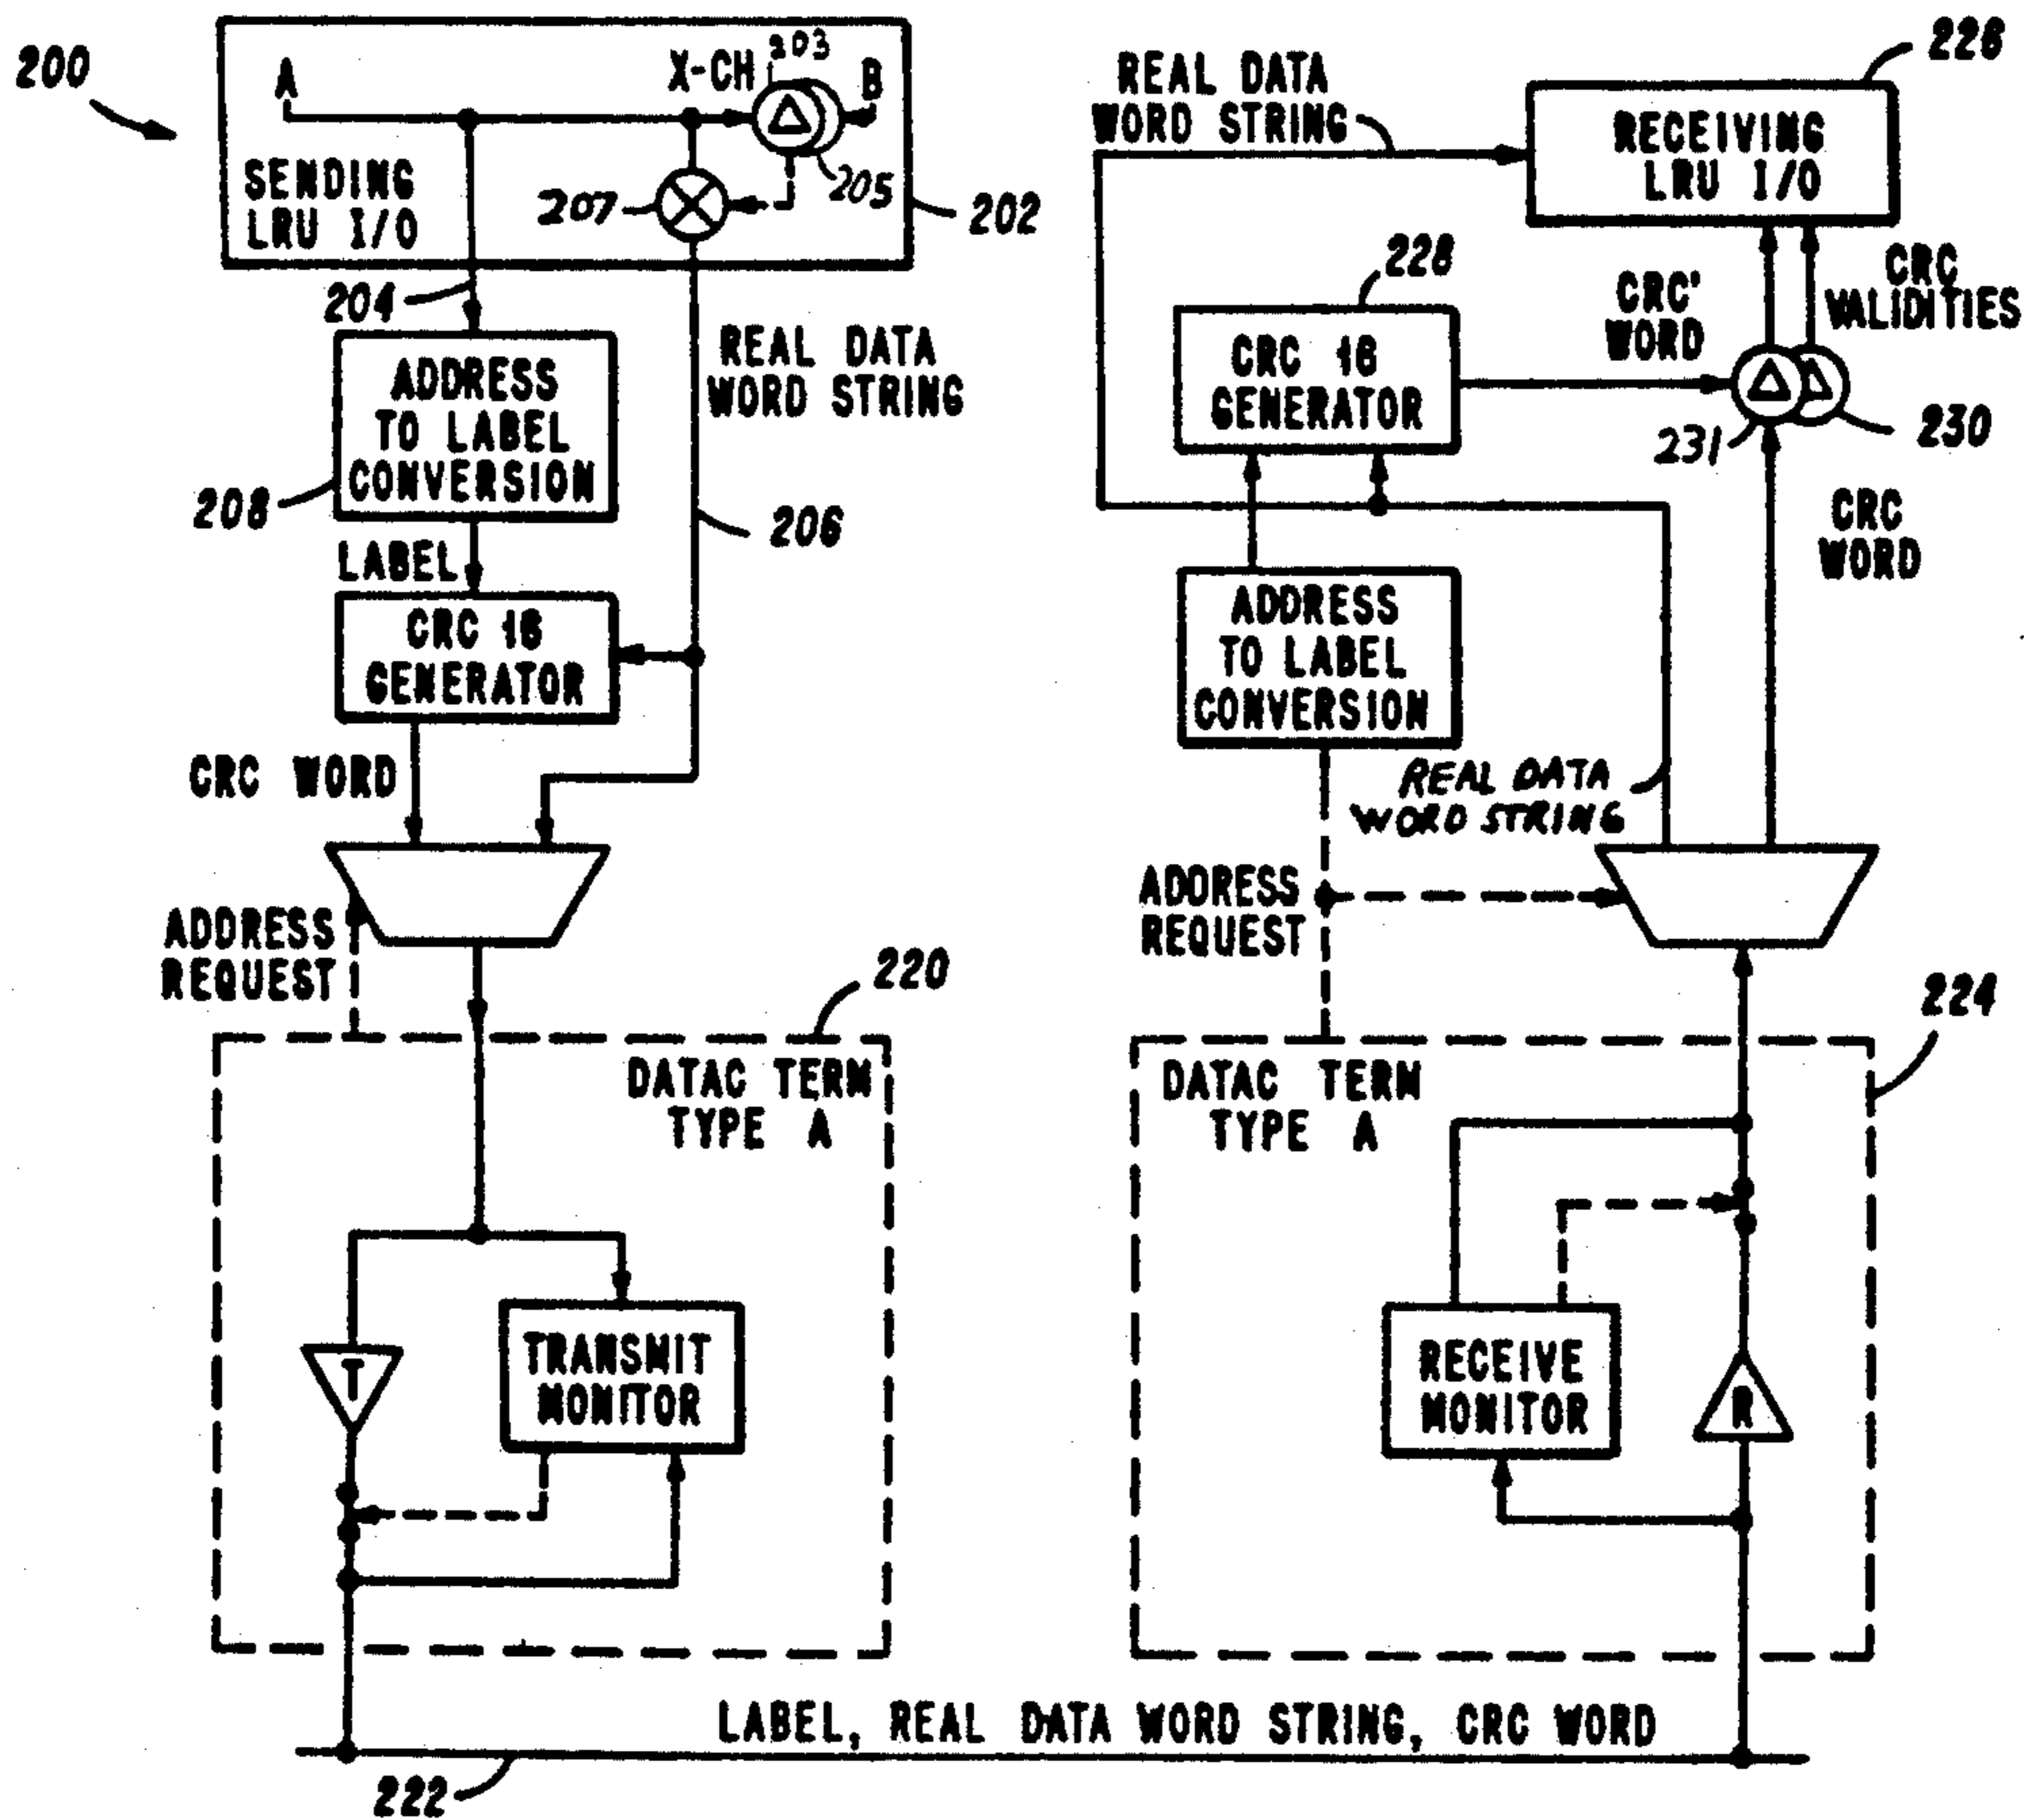 200
A
X-CH
203
B
SENDING
LRU I/O
207
205
202
204
ADDRESS
TO LABEL
CONVERSION
208
REAL DATA
WORD STRING
206
LABEL
CRC 16
GENERATOR
CRC WORD
ADDRESS
REQUEST
220
DATAC TERM
TYPE A
T
TRANSMIT
MONITOR
REAL DATA
WORD STRING
226
RECEIVING
LRU I/O
228
CRC 16
GENERATOR
CRC'
WORD
CRC
VALIDITIES
231
230
CRC
WORD
ADDRESS
TO LABEL
CONVERSION
REAL DATA
WORD STRING
ADDRESS
REQUEST
224
DATAC TERM
TYPE A
RECEIVE
MONITOR
R
LABEL, REAL DATA WORD STRING, CRC WORD
222